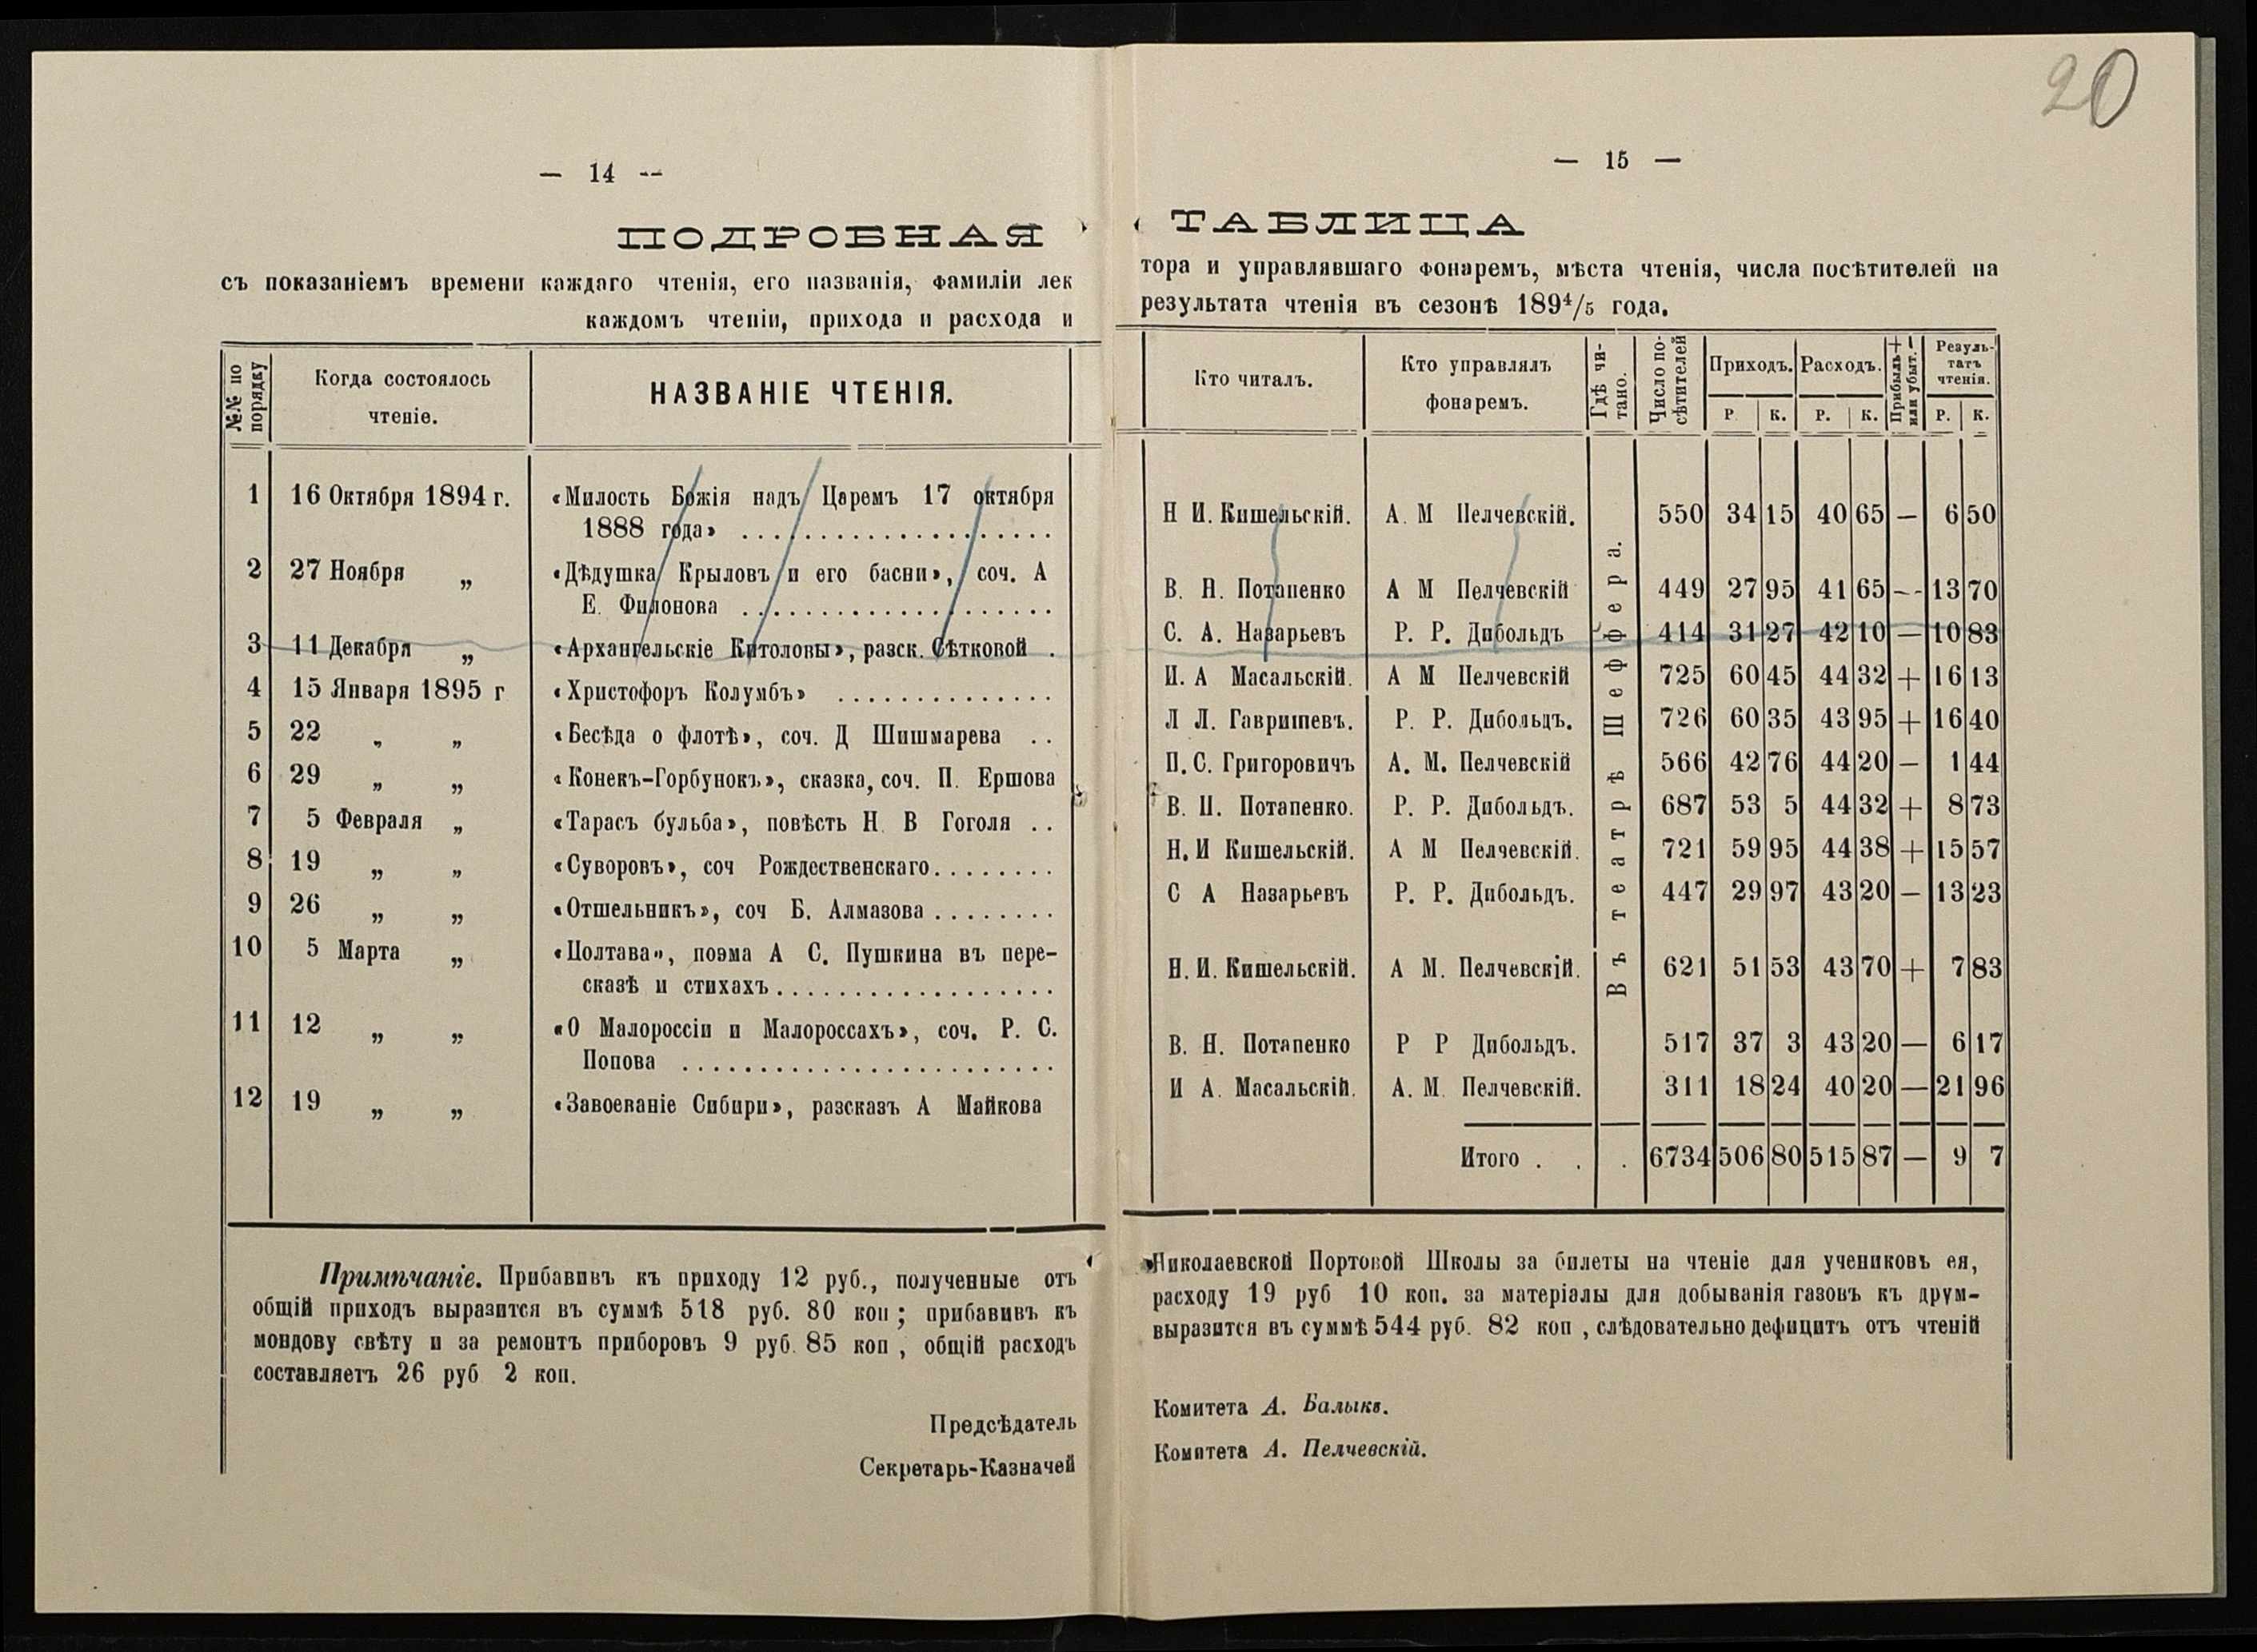 20
— 14 —
ПОДРОБНАЯ
съ показаніемъ времени каждаго чтенія, его названія, фамиліи лек
каждомъ чтеніи, прихода и расхода и
№№ по порядку
Когда состоялось чтеніе.
НАЗВАНІЕ ЧТЕНІЯ.
1 16 Октября 1894 г. «Милость Божія надъ Царемъ 17 октября
1888 года» . . . . . . . . . . . . . . . . . . . .
2 27 Ноября „ «Дѣдушка Крыловъ и его басни», соч. А
Е. Филонова . . . . . . . . . . . . . . . . . . . .
3 11 Декабря „ «Архангельскіе Китоловы», разск. Сѣтковой .
4 15 Января 1895 г «Христофоръ Колумбъ» . . . . . . . . . . . . . .
5 22 „ „ «Бесѣда о флотѣ», соч. Д Шишмарева . .
6 29 „ „ «Конекъ-Горбунокъ», сказка, соч. П. Ершова
7 5 Февраля „ «Тарасъ бульба», повѣсть Н. В Гоголя . .
8 19 „ „ «Суворовъ», соч Рождественскаго. . . . . . . .
9 26 „ „ «Отшельникъ», соч Б. Алмазова . . . . . . . .
10 5 Марта „ «Полтава», поэма А С. Пушкина въ пере-
сказѣ и стихахъ . . . . . . . . . . . . . . . . . .
11 12 „ „ «О Малороссіи и Малороссахъ», соч. Р. С.
Попова . . . . . . . . . . . . . . . . . . . . . . . .
12 19 „ „ «Завоеваніе Сибири», разсказъ А Майкова
Примѣчаніе. Прибавивъ къ приходу 12 руб., полученные отъ
общій приходъ выразится въ суммѣ 518 руб. 80 коп ; прибавивъ къ
мондову свѣту и за ремонтъ приборовъ 9 руб. 85 коп , общій расходъ
составляетъ 26 руб 2 коп.
Предсѣдатель
Секретарь-Казначей
— 15 —
ТАБЛИЦА
тора и управлявшаго фонаремъ, мѣста чтенія, числа посѣтителей на
результата чтенія въ сезонѣ 189⁴/₅ года.
Кто читалъ.
Кто управлялъ фонаремъ.
Гдѣ чи-тано.
Число по-сѣтителей
Приходъ. Р. К.
Расходъ. Р. К.
Прибыль + или убыт. —
Резуль-татъ чтенія. Р. К.
Въ театрѣ Шеффера.
Н И. Кишельскій. А. М Пелчевскій. 550 34 15 40 65 — 6 50
В. Н. Потапенко А М Пелчевскій 449 27 95 41 65 — 13 70
С. А. Назарьевъ Р. Р. Дибольдъ 414 31 27 42 10 — 10 83
И. А Масальскій. А М Пелчевскій 725 60 45 44 32 + 16 13
Л Л. Гавришевъ. Р. Р. Дибольдъ. 726 60 35 43 95 + 16 40
П. С. Григоровичъ А. М. Пелчевскій 566 42 76 44 20 — 1 44
В. Н. Потапенко. Р. Р. Дибольдъ. 687 53 5 44 32 + 8 73
Н. И Кишельскій. А М Пелчевскій. 721 59 95 44 38 + 15 57
С А Назарьевъ Р. Р. Дибольдъ. 447 29 97 43 20 — 13 23
Н. И. Кишельскій. А М. Пелчевскій. 621 51 53 43 70 + 7 83
В. Н. Потапенко Р Р Дибольдъ. 517 37 3 43 20 — 6 17
И А. Масальскій. А. М. Пелчевскій. 311 18 24 40 20 — 21 96
Итого . . . 6734 506 80 515 87 — 9 7
Николаевской Портовой Школы за билеты на чтеніе для учениковъ ея,
расходу 19 руб 10 коп. за матеріалы для добыванія газовъ къ друм-
выразится въ суммѣ 544 руб. 82 коп , слѣдовательно дефицитъ отъ чтеній
Комитета А. Балыкъ.
Комитета А. Пелчевскій.